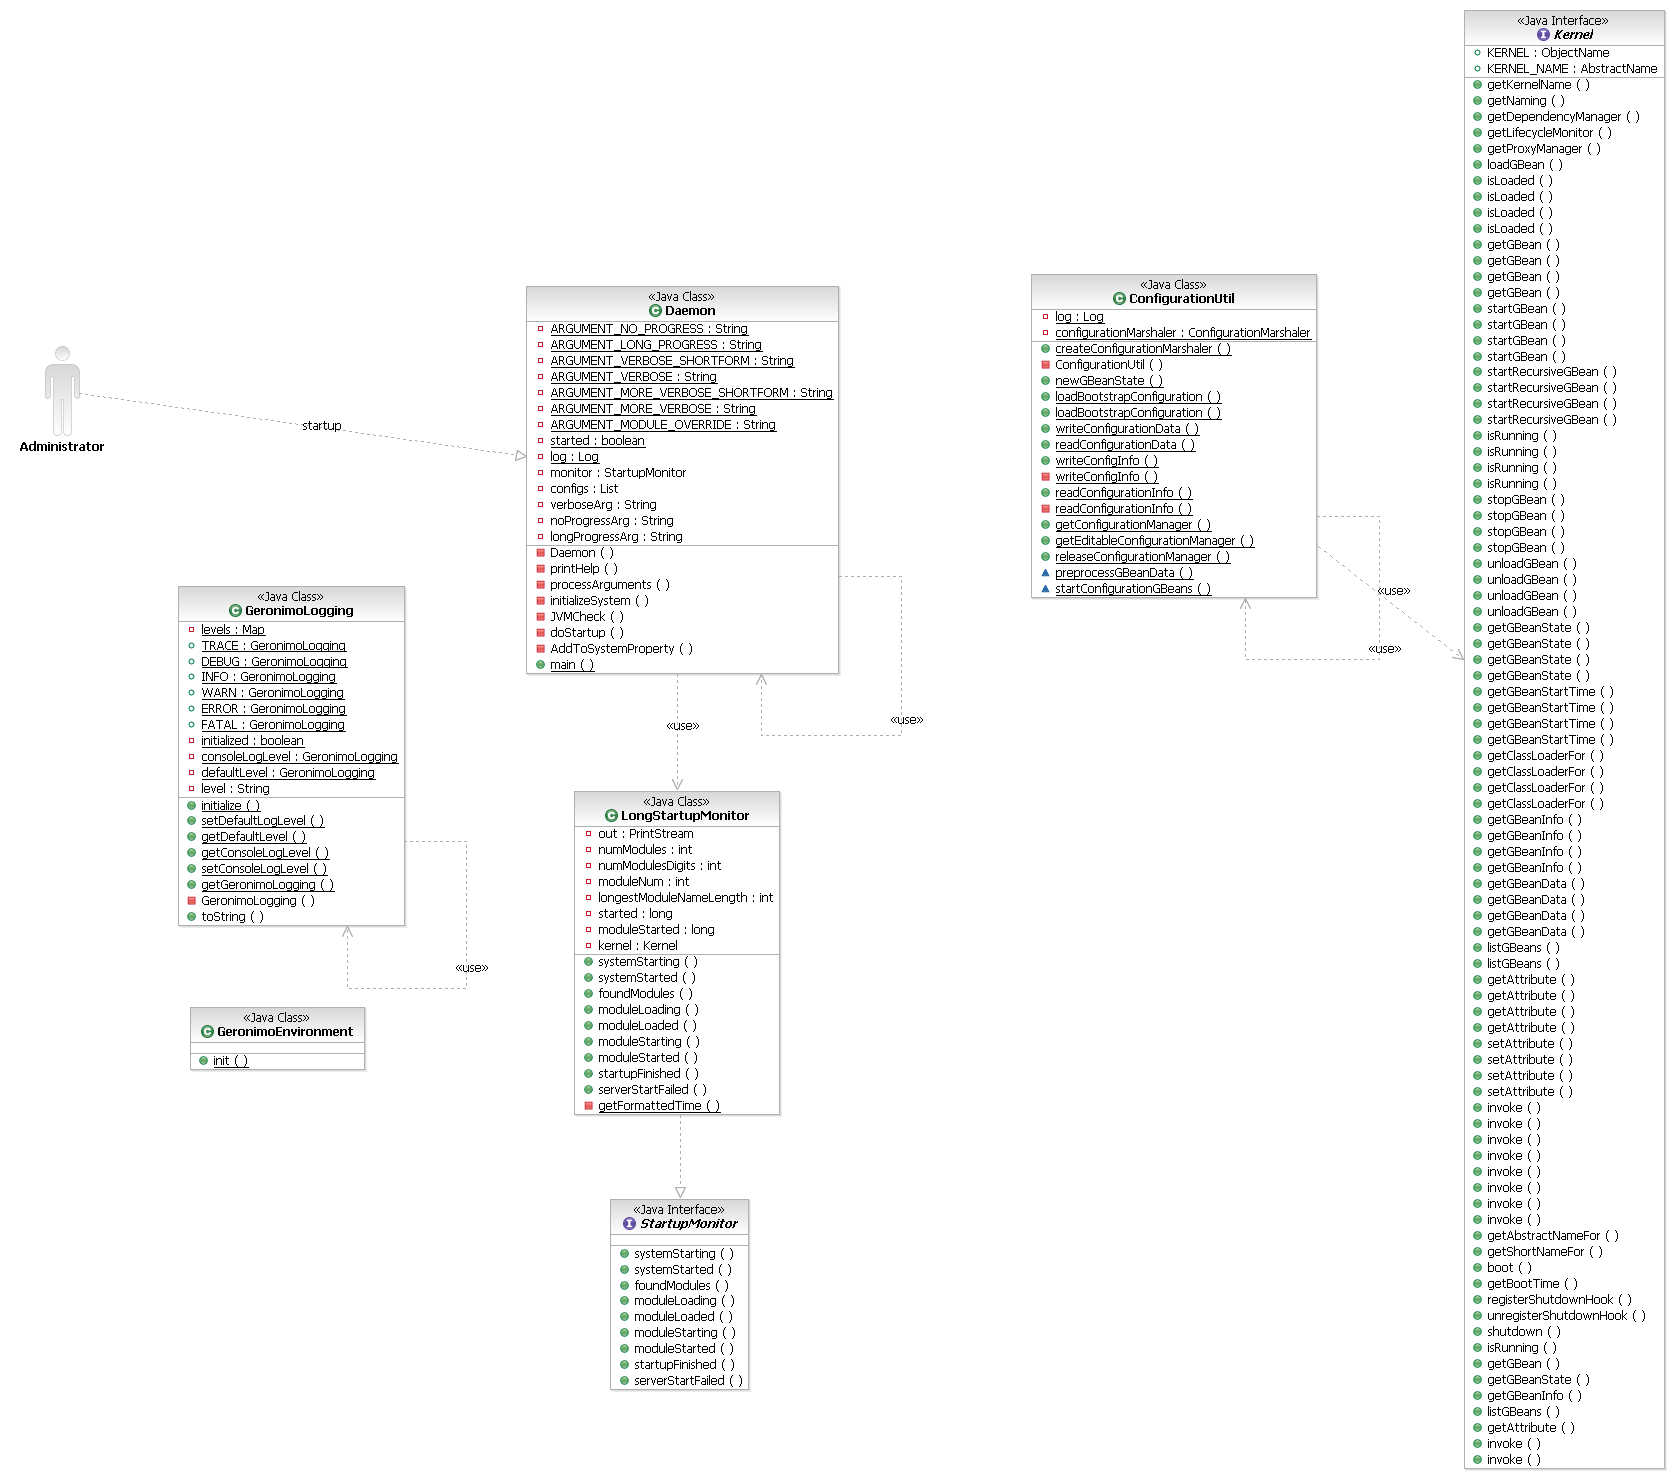 Administrator
startup
«Java Class»
Daemon
ARGUMENT_NO_PROGRESS : String
ARGUMENT_LONG_PROGRESS : String
ARGUMENT_VERBOSE_SHORTFORM : String
ARGUMENT_VERBOSE : String
ARGUMENT_MORE_VERBOSE_SHORTFORM : String
ARGUMENT_MORE_VERBOSE : String
ARGUMENT_MODULE_OVERRIDE : String
started : boolean
log : Log
monitor : StartupMonitor
configs : List
verboseArg : String
noProgressArg : String
longProgressArg : String
Daemon ( )
printHelp ( )
processArguments ( )
initializeSystem ( )
JVMCheck ( )
doStartup ( )
AddToSystemProperty ( )
main ( )
«use»
«use»
«Java Class»
GeronimoLogging
levels : Map
TRACE : GeronimoLogging
DEBUG : GeronimoLogging
INFO : GeronimoLogging
WARN : GeronimoLogging
ERROR : GeronimoLogging
FATAL : GeronimoLogging
initialized : boolean
consoleLogLevel : GeronimoLogging
defaultLevel : GeronimoLogging
level : String
initialize ( )
setDefaultLogLevel ( )
getDefaultLevel ( )
getConsoleLogLevel ( )
setConsoleLogLevel ( )
getGeronimoLogging ( )
GeronimoLogging ( )
toString ( )
«use»
«Java Class»
GeronimoEnvironment
init ( )
«Java Class»
LongStartupMonitor
out : PrintStream
numModules : int
numModulesDigits : int
moduleNum : int
longestModuleNameLength : int
started : long
moduleStarted : long
kernel : Kernel
systemStarting ( )
systemStarted ( )
foundModules ( )
moduleLoading ( )
moduleLoaded ( )
moduleStarting ( )
moduleStarted ( )
startupFinished ( )
serverStartFailed ( )
getFormattedTime ( )
«Java Interface»
StartupMonitor
systemStarting ( )
systemStarted ( )
foundModules ( )
moduleLoading ( )
moduleLoaded ( )
moduleStarting ( )
moduleStarted ( )
startupFinished ( )
serverStartFailed ( )
«Java Class»
ConfigurationUtil
log : Log
configurationMarshaler : ConfigurationMarshaler
createConfigurationMarshaler ( )
ConfigurationUtil ( )
newGBeanState ( )
loadBootstrapConfiguration ( )
loadBootstrapConfiguration ( )
writeConfigurationData ( )
readConfigurationData ( )
writeConfigInfo ( )
writeConfigInfo ( )
readConfigurationInfo ( )
readConfigurationInfo ( )
getConfigurationManager ( )
getEditableConfigurationManager ( )
releaseConfigurationManager ( )
preprocessGBeanData ( )
startConfigurationGBeans ( )
«use»
«use»
«Java Interface»
Kernel
KERNEL : ObjectName
KERNEL_NAME : AbstractName
getKernelName ( )
getNaming ( )
getDependencyManager ( )
getLifecycleMonitor ( )
getProxyManager ( )
loadGBean ( )
isLoaded ( )
isLoaded ( )
isLoaded ( )
isLoaded ( )
getGBean ( )
getGBean ( )
getGBean ( )
getGBean ( )
startGBean ( )
startGBean ( )
startGBean ( )
startGBean ( )
startRecursiveGBean ( )
startRecursiveGBean ( )
startRecursiveGBean ( )
startRecursiveGBean ( )
isRunning ( )
isRunning ( )
isRunning ( )
isRunning ( )
stopGBean ( )
stopGBean ( )
stopGBean ( )
stopGBean ( )
unloadGBean ( )
unloadGBean ( )
unloadGBean ( )
unloadGBean ( )
getGBeanState ( )
getGBeanState ( )
getGBeanState ( )
getGBeanState ( )
getGBeanStartTime ( )
getGBeanStartTime ( )
getGBeanStartTime ( )
getGBeanStartTime ( )
getClassLoaderFor ( )
getClassLoaderFor ( )
getClassLoaderFor ( )
getClassLoaderFor ( )
getGBeanInfo ( )
getGBeanInfo ( )
getGBeanInfo ( )
getGBeanInfo ( )
getGBeanData ( )
getGBeanData ( )
getGBeanData ( )
getGBeanData ( )
listGBeans ( )
listGBeans ( )
getAttribute ( )
getAttribute ( )
getAttribute ( )
getAttribute ( )
setAttribute ( )
setAttribute ( )
setAttribute ( )
setAttribute ( )
invoke ( )
invoke ( )
invoke ( )
invoke ( )
invoke ( )
invoke ( )
invoke ( )
invoke ( )
getAbstractNameFor ( )
getShortNameFor ( )
boot ( )
getBootTime ( )
registerShutdownHook ( )
unregisterShutdownHook ( )
shutdown ( )
isRunning ( )
getGBean ( )
getGBeanState ( )
getGBeanInfo ( )
listGBeans ( )
getAttribute ( )
invoke ( )
invoke ( )